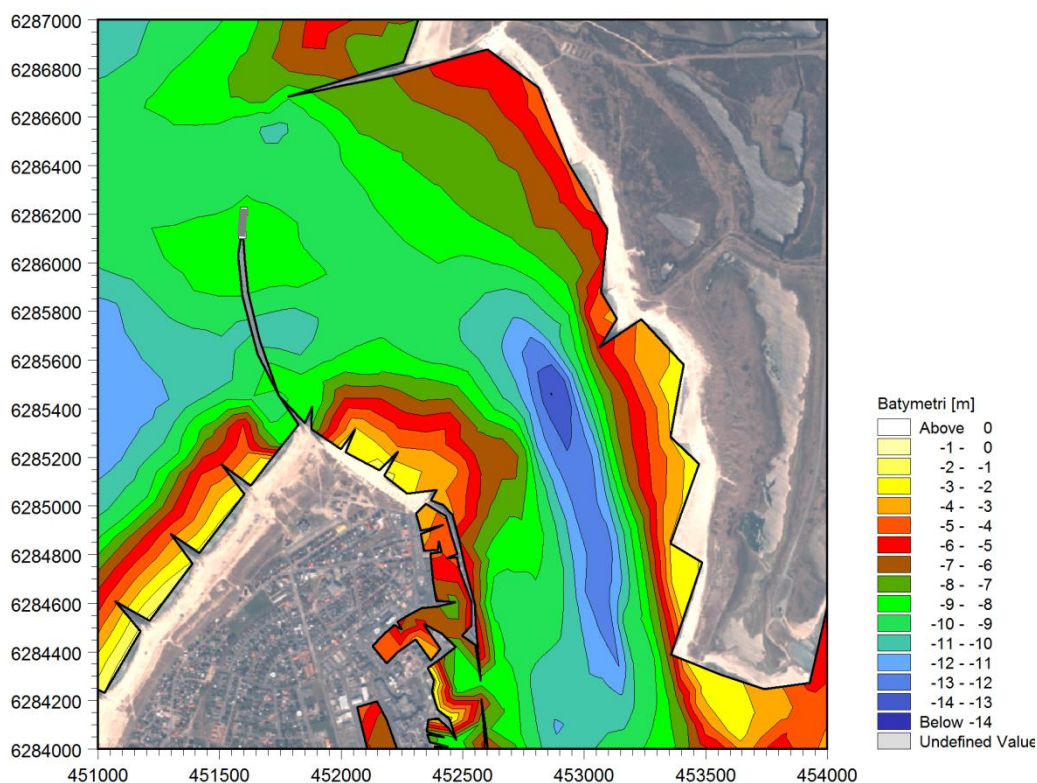 6287000
6286800
6286600
6286400
6286200
6286000
6285800
6285600
6285400
6285200
6285000
6284800
6284600
6284400
6284200
6284000
451000 451500 452000 452500 453000 453500 454000
Batymetri [m]
Above 0
-1 - 0
-2 - -1
-3 - -2
-4 - -3
-5 - -4
-6 - -5
-7 - -6
-8 - -7
-9 - -8
-10 - -9
-11 - -10
-12 - -11
-13 - -12
-14 - -13
Below -14
Undefined Value